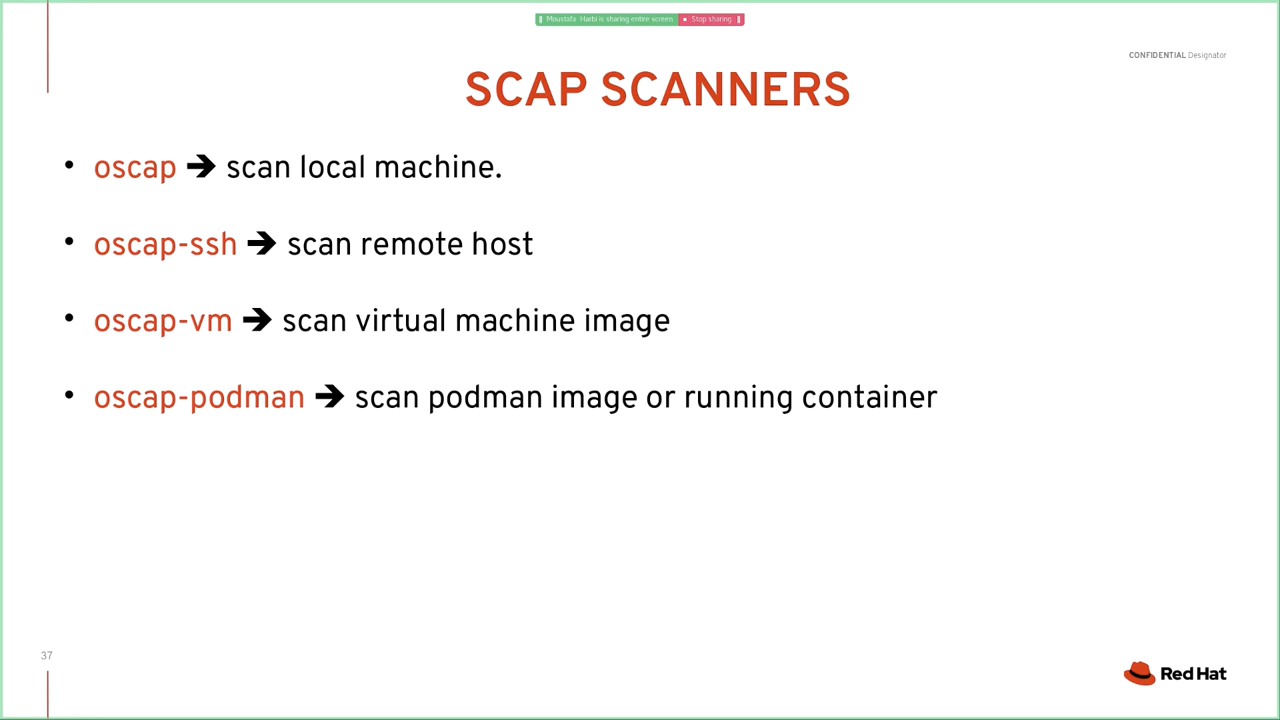 Moustafa Harbi is sharing entire screen Stop sharing
CONFIDENTIAL Designator
SCAP SCANNERS
• oscap ➔ scan local machine.
• oscap-ssh ➔ scan remote host
• oscap-vm ➔ scan virtual machine image
• oscap-podman ➔ scan podman image or running container
37
Red Hat